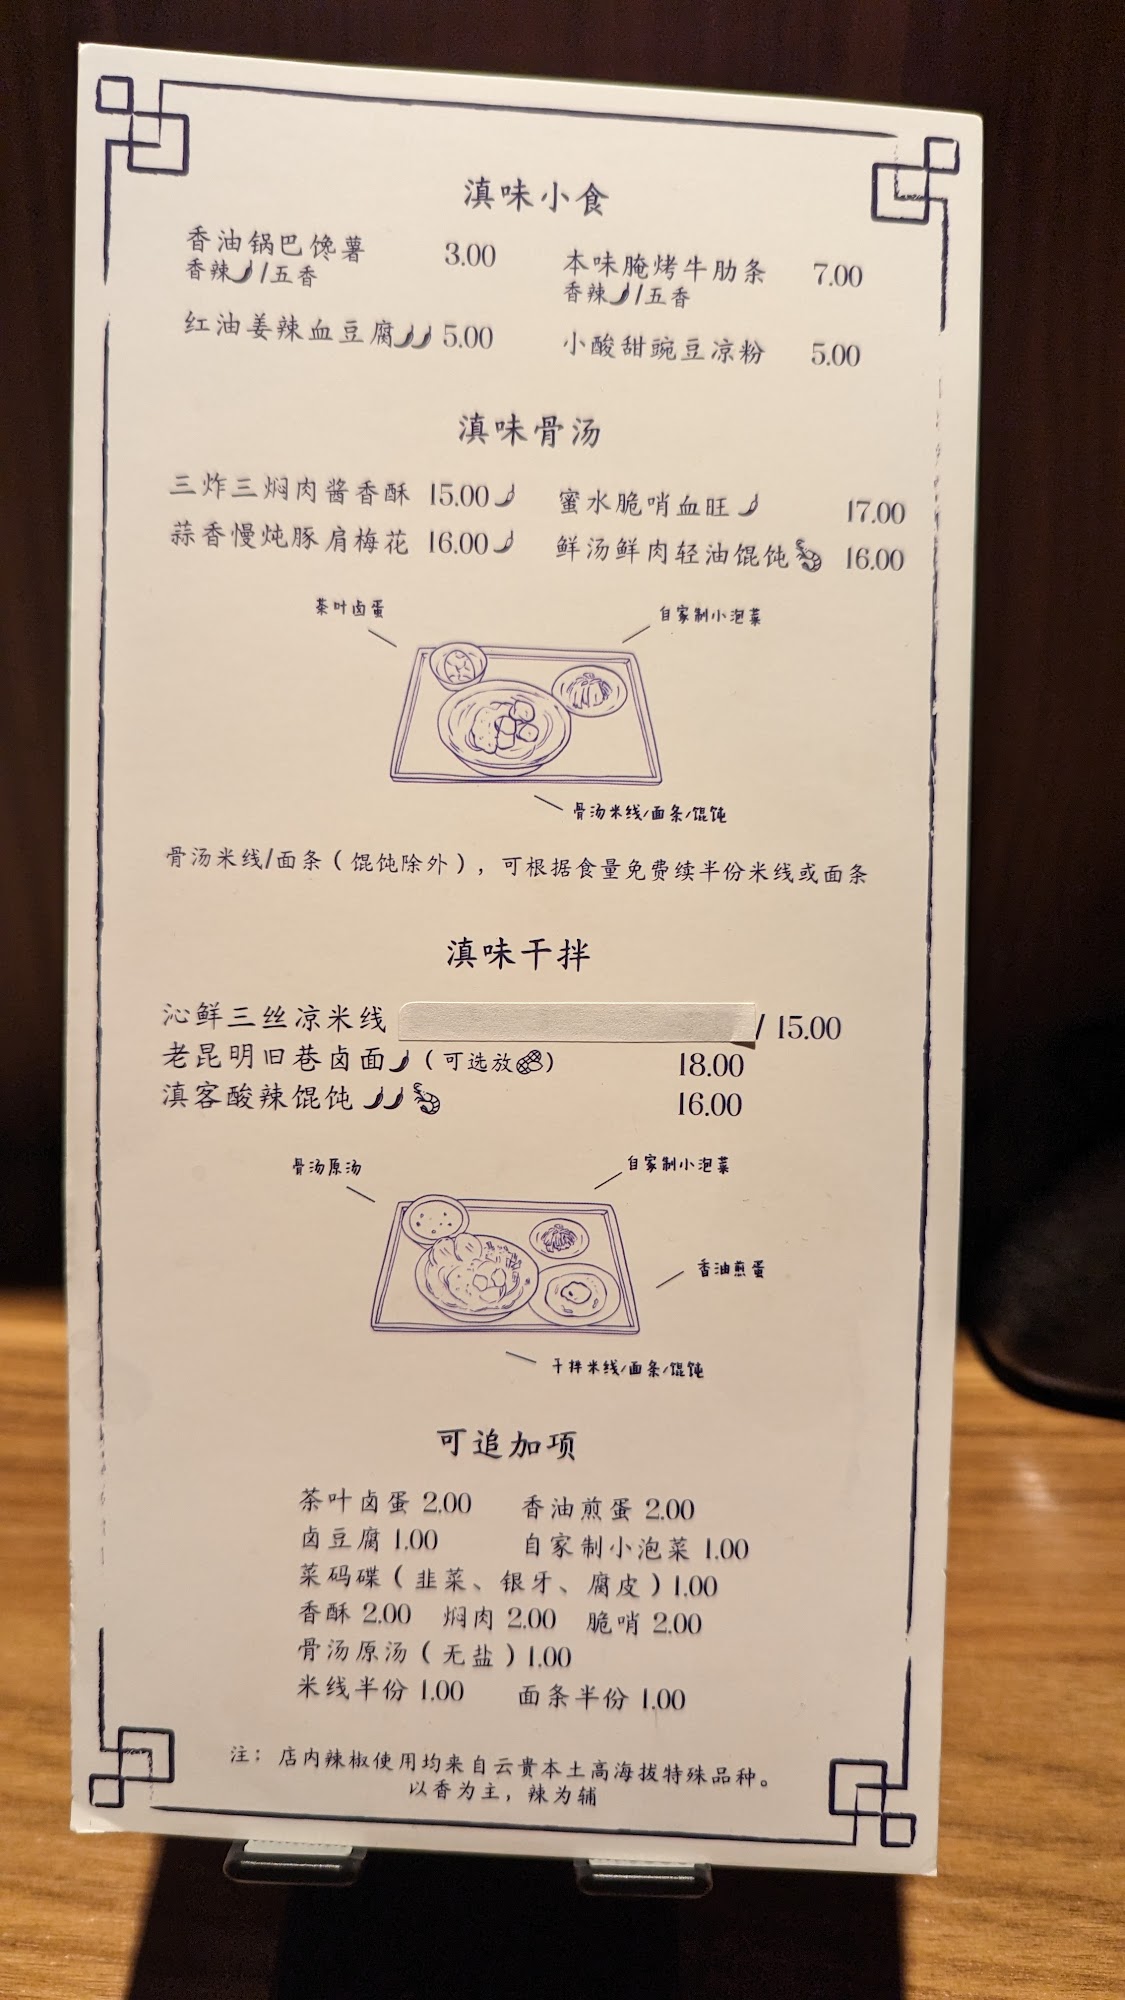 滇味小食
香油锅巴馋薯 3.00
香辣/五香
本味腌烤牛肋条 7.00
香辣/五香
红油姜辣血豆腐 5.00
小酸甜豌豆凉粉 5.00
滇味骨汤
三炸三焖肉酱香酥 15.00
蜜水脆哨血旺 17.00
蒜香慢炖豚肩梅花 16.00
鲜汤鲜肉轻油馄饨 16.00
茶叶卤蛋
自家制小泡菜
骨汤米线/面条/馄饨
骨汤米线/面条（馄饨除外），可根据食量免费续半份米线或面条
滇味干拌
沁鲜三丝凉米线 / 15.00
老昆明旧巷卤面（可选放） 18.00
滇客酸辣馄饨 16.00
骨汤原汤
自家制小泡菜
香油煎蛋
干拌米线/面条/馄饨
可追加项
茶叶卤蛋 2.00 香油煎蛋 2.00
卤豆腐 1.00 自家制小泡菜 1.00
菜码碟（韭菜、银牙、腐皮）1.00
香酥 2.00 焖肉 2.00 脆哨 2.00
骨汤原汤（无盐）1.00
米线半份 1.00 面条半份 1.00
注：店内辣椒使用均来自云贵本土高海拔特殊品种。
以香为主，辣为辅